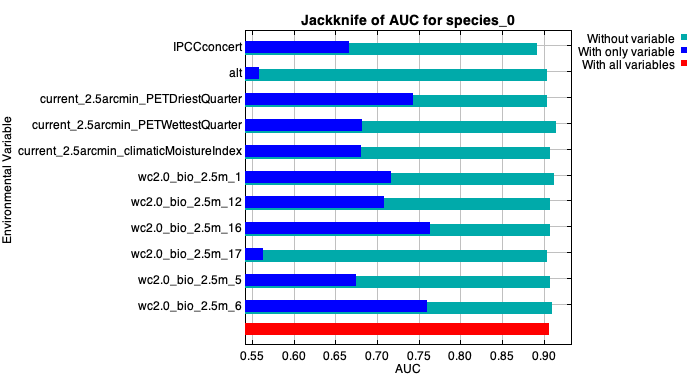 Jackknife of AUC for species_0
Without variable
With only variable
With all variables
Environmental Variable
IPCCconcert
alt
current_2.5arcmin_PETDriestQuarter
current_2.5arcmin_PETWettestQuarter
current_2.5arcmin_climaticMoistureIndex
wc2.0_bio_2.5m_1
wc2.0_bio_2.5m_12
wc2.0_bio_2.5m_16
wc2.0_bio_2.5m_17
wc2.0_bio_2.5m_5
wc2.0_bio_2.5m_6
0.55 0.60 0.65 0.70 0.75 0.80 0.85 0.90
AUC